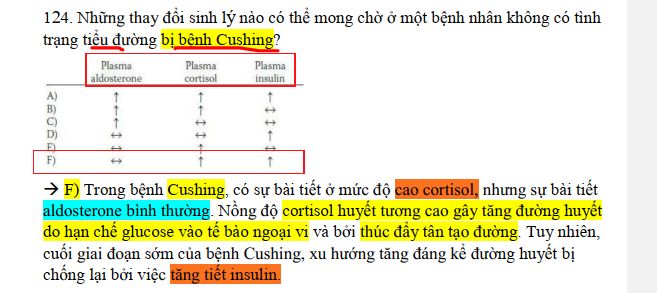 124. Những thay đổi sinh lý nào có thể mong chờ ở một bệnh nhân không có tình
trạng tiểu đường bị bệnh Cushing?
Plasma aldosterone Plasma cortisol Plasma insulin
A) ↑ ↑ ↑
B) ↑ ↑ ↔
C) ↑ ↔ ↔
D) ↔ ↔ ↑
E) ↔ ↑ ↔
F) ↔ ↑ ↑
→ F) Trong bệnh Cushing, có sự bài tiết ở mức độ cao cortisol, nhưng sự bài tiết
aldosterone bình thường. Nồng độ cortisol huyết tương cao gây tăng đường huyết
do hạn chế glucose vào tế bào ngoại vi và bởi thúc đẩy tân tạo đường. Tuy nhiên,
cuối giai đoạn sớm của bệnh Cushing, xu hướng tăng đáng kể đường huyết bị
chống lại bởi việc tăng tiết insulin.